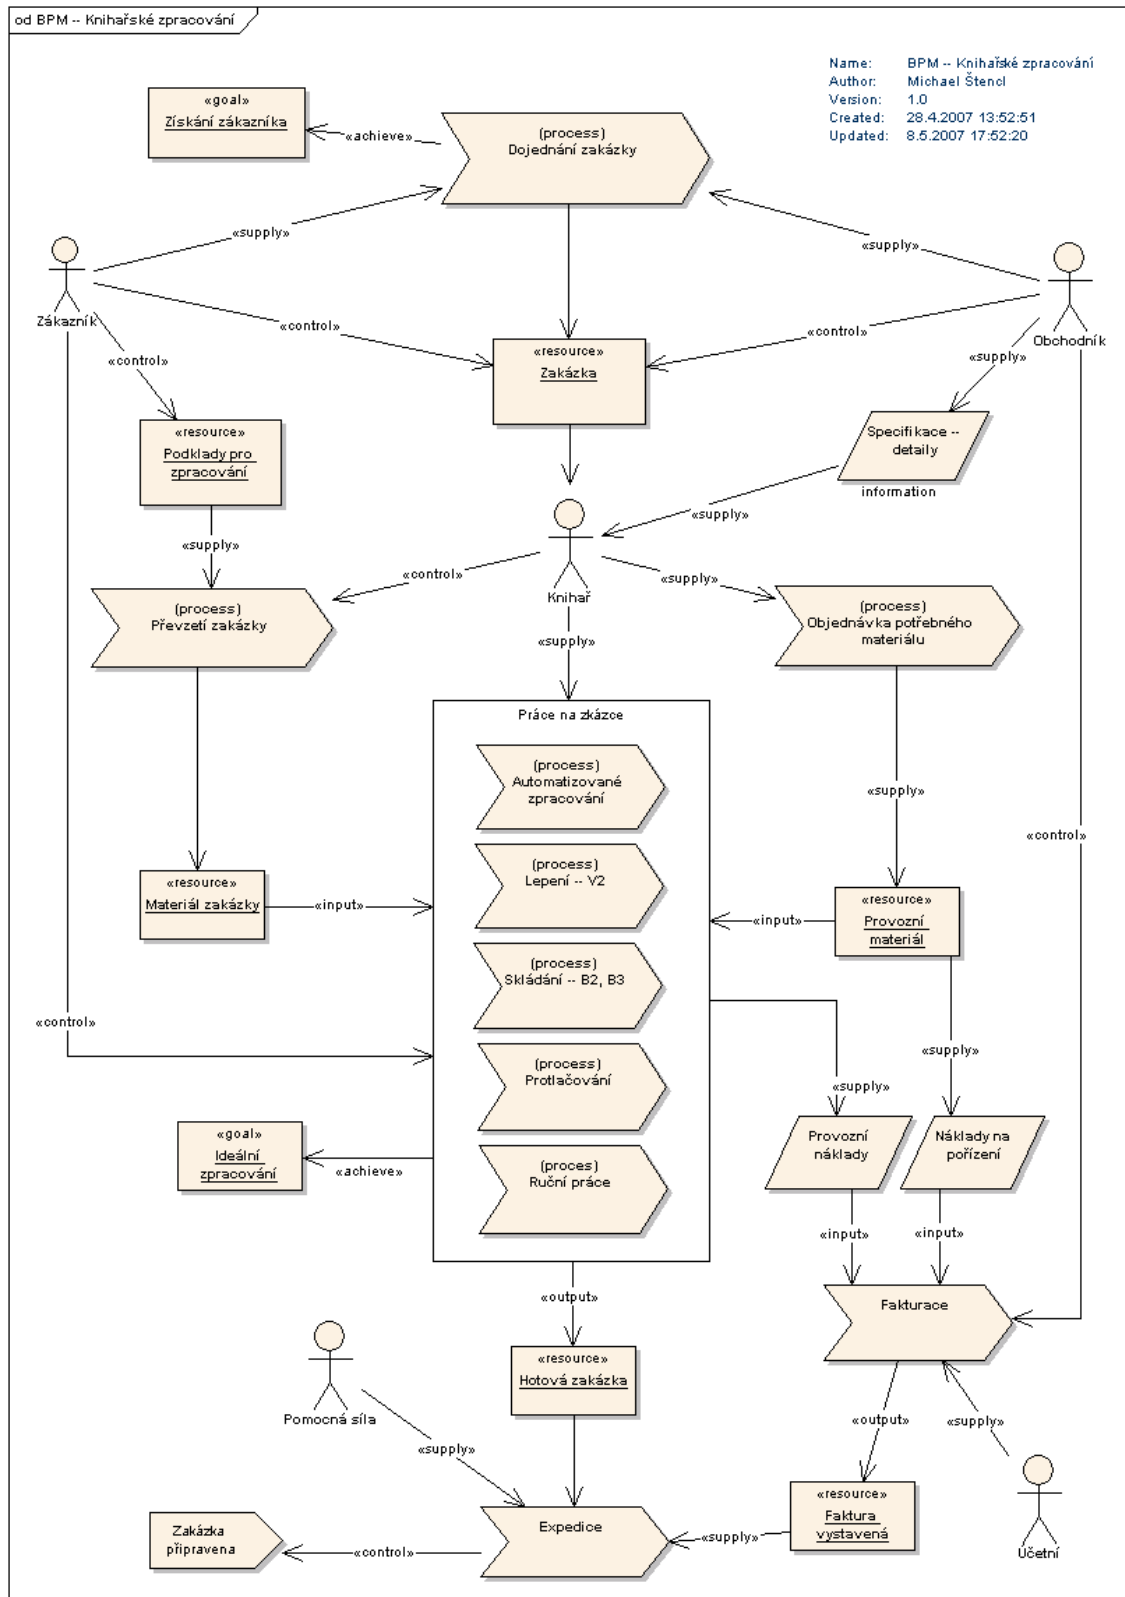 od BPM -- Knihařské zpracování
Name: BPM -- Knihařské zpracování
Author: Michael Štencl
Version: 1.0
Created: 28.4.2007 13:52:51
Updated: 8.5.2007 17:52:20
«goal»
Získání zákazníka
«achieve»
(process)
Dojednání zakázky
«supply»
«supply»
Zákazník
Obchodník
«control»
«control»
«control»
«supply»
«resource»
Zakázka
«resource»
Podklady pro
zpracování
Specifikace --
detaily
information
«supply»
«supply»
«control»
Knihař
«supply»
(process)
Převzetí zakázky
(process)
Objednávka potřebného
materiálu
«supply»
Práce na zkázce
(process)
Automatizované
zpracování
«supply»
«control»
(process)
Lepení -- V2
«resource»
Materiál zakázky
«input»
«input»
«resource»
Provozní
materiál
(process)
Skládání -- B2, B3
«control»
«supply»
(process)
Protlačování
«supply»
«goal»
Ideální
zpracování
«achieve»
(proces)
Ruční práce
Provozní
náklady
Náklady na
pořízení
«input»
«input»
«output»
Fakturace
Pomocná síla
«resource»
Hotová zakázka
«supply»
«output»
«supply»
Zakázka
připravena
«control»
Expedice
«supply»
«resource»
Faktura
vystavená
Účetní